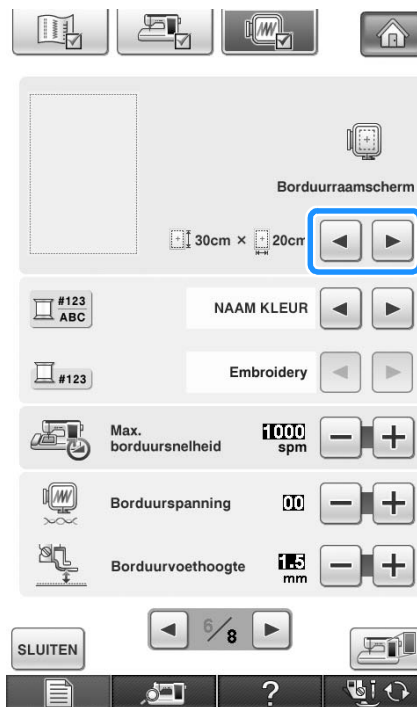 Borduurraamscherm
30cm × 20cm
#123
ABC
NAAM KLEUR
#123
Embroidery
Max.
borduursnelheid
1000
spm
Borduurspanning
00
Borduurvoethoogte
1.5
mm
6/8
SLUITEN
?